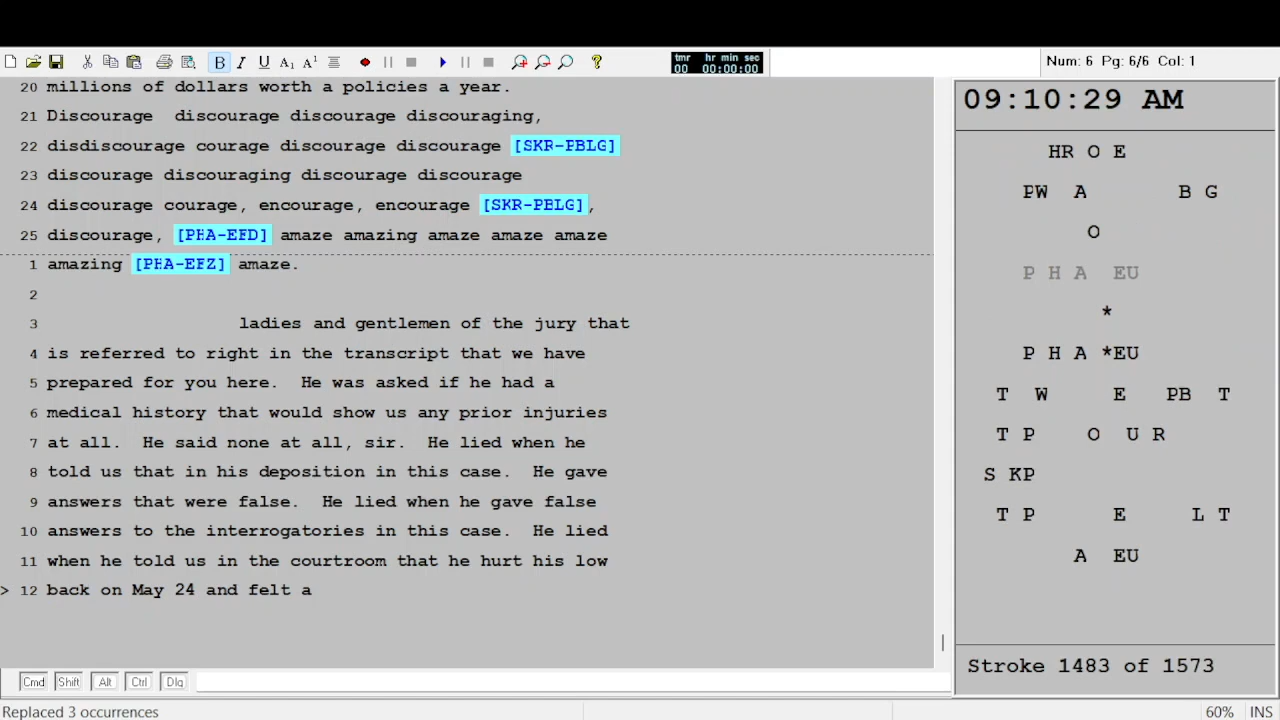 B I U A₁ A¹ tmr hr min sec 00 00:00:00 Num: 6 Pg: 6/6 Col: 1
20 millions of dollars worth a policies a year.
21 Discourage discourage discourage discouraging,
22 disdiscourage courage discourage discourage [SKR-PBLG]
23 discourage discouraging discourage discourage
24 discourage courage, encourage, encourage [SKR-PBLG],
25 discourage, [PHA-EFD] amaze amazing amaze amaze amaze
1 amazing [PHA-EFZ] amaze.
2
3 ladies and gentlemen of the jury that
4 is referred to right in the transcript that we have
5 prepared for you here. He was asked if he had a
6 medical history that would show us any prior injuries
7 at all. He said none at all, sir. He lied when he
8 told us that in his deposition in this case. He gave
9 answers that were false. He lied when he gave false
10 answers to the interrogatories in this case. He lied
11 when he told us in the courtroom that he hurt his low
> 12 back on May 24 and felt a
09:10:29 AM
HR O E
PW A B G
O
P H A EU
*
P H A *EU
T W E PB T
T P O U R
S KP
T P E L T
A EU
Stroke 1483 of 1573
Cmd Shift Alt Ctrl Dlg
Replaced 3 occurrences 60% INS